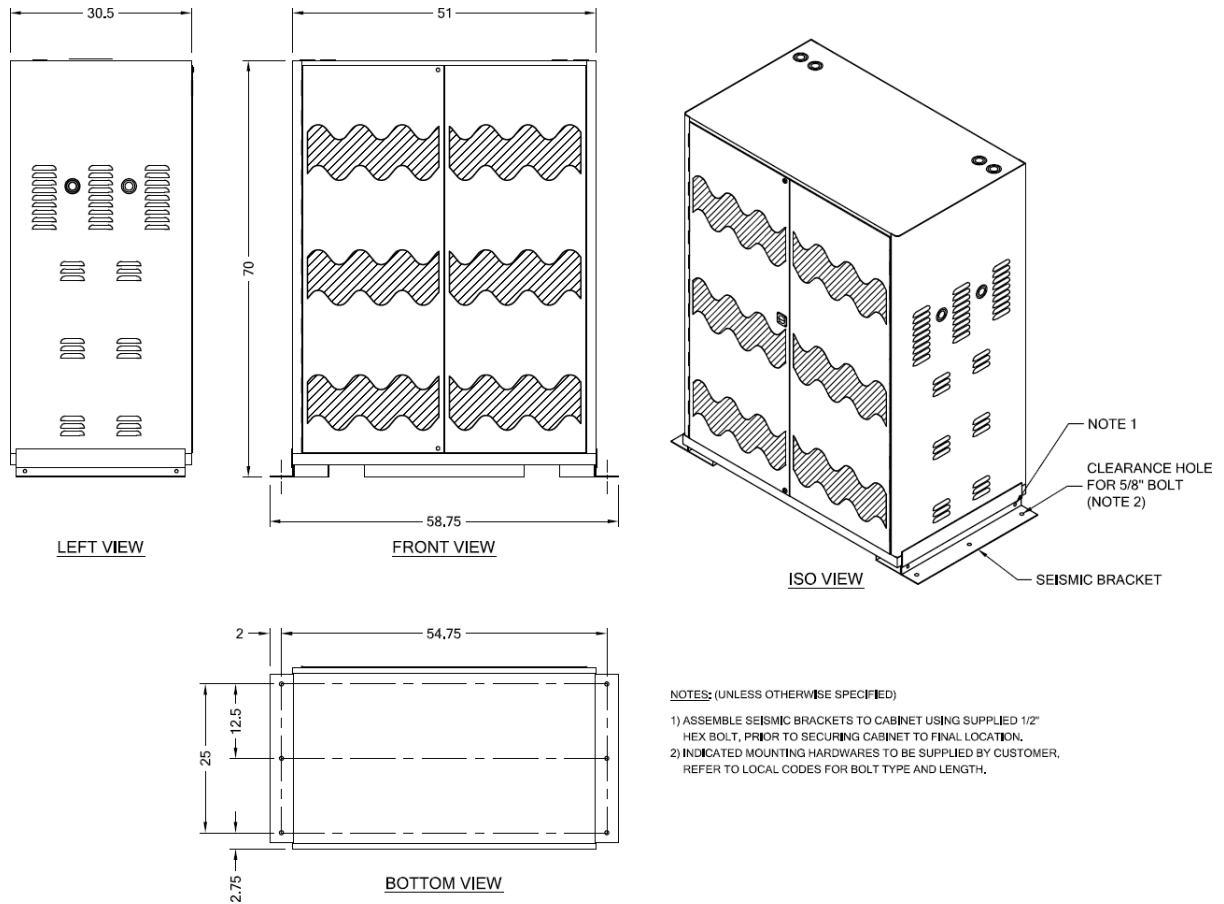 30.5
51
70
58.75
LEFT VIEW
FRONT VIEW
NOTE 1
CLEARANCE HOLE
FOR 5/8" BOLT
(NOTE 2)
SEISMIC BRACKET
ISO VIEW
2
54.75
12.5
25
2.75
BOTTOM VIEW
NOTES: (UNLESS OTHERWISE SPECIFIED)
1) ASSEMBLE SEISMIC BRACKETS TO CABINET USING SUPPLIED 1/2"
HEX BOLT, PRIOR TO SECURING CABINET TO FINAL LOCATION.
2) INDICATED MOUNTING HARDWARES TO BE SUPPLIED BY CUSTOMER,
REFER TO LOCAL CODES FOR BOLT TYPE AND LENGTH.